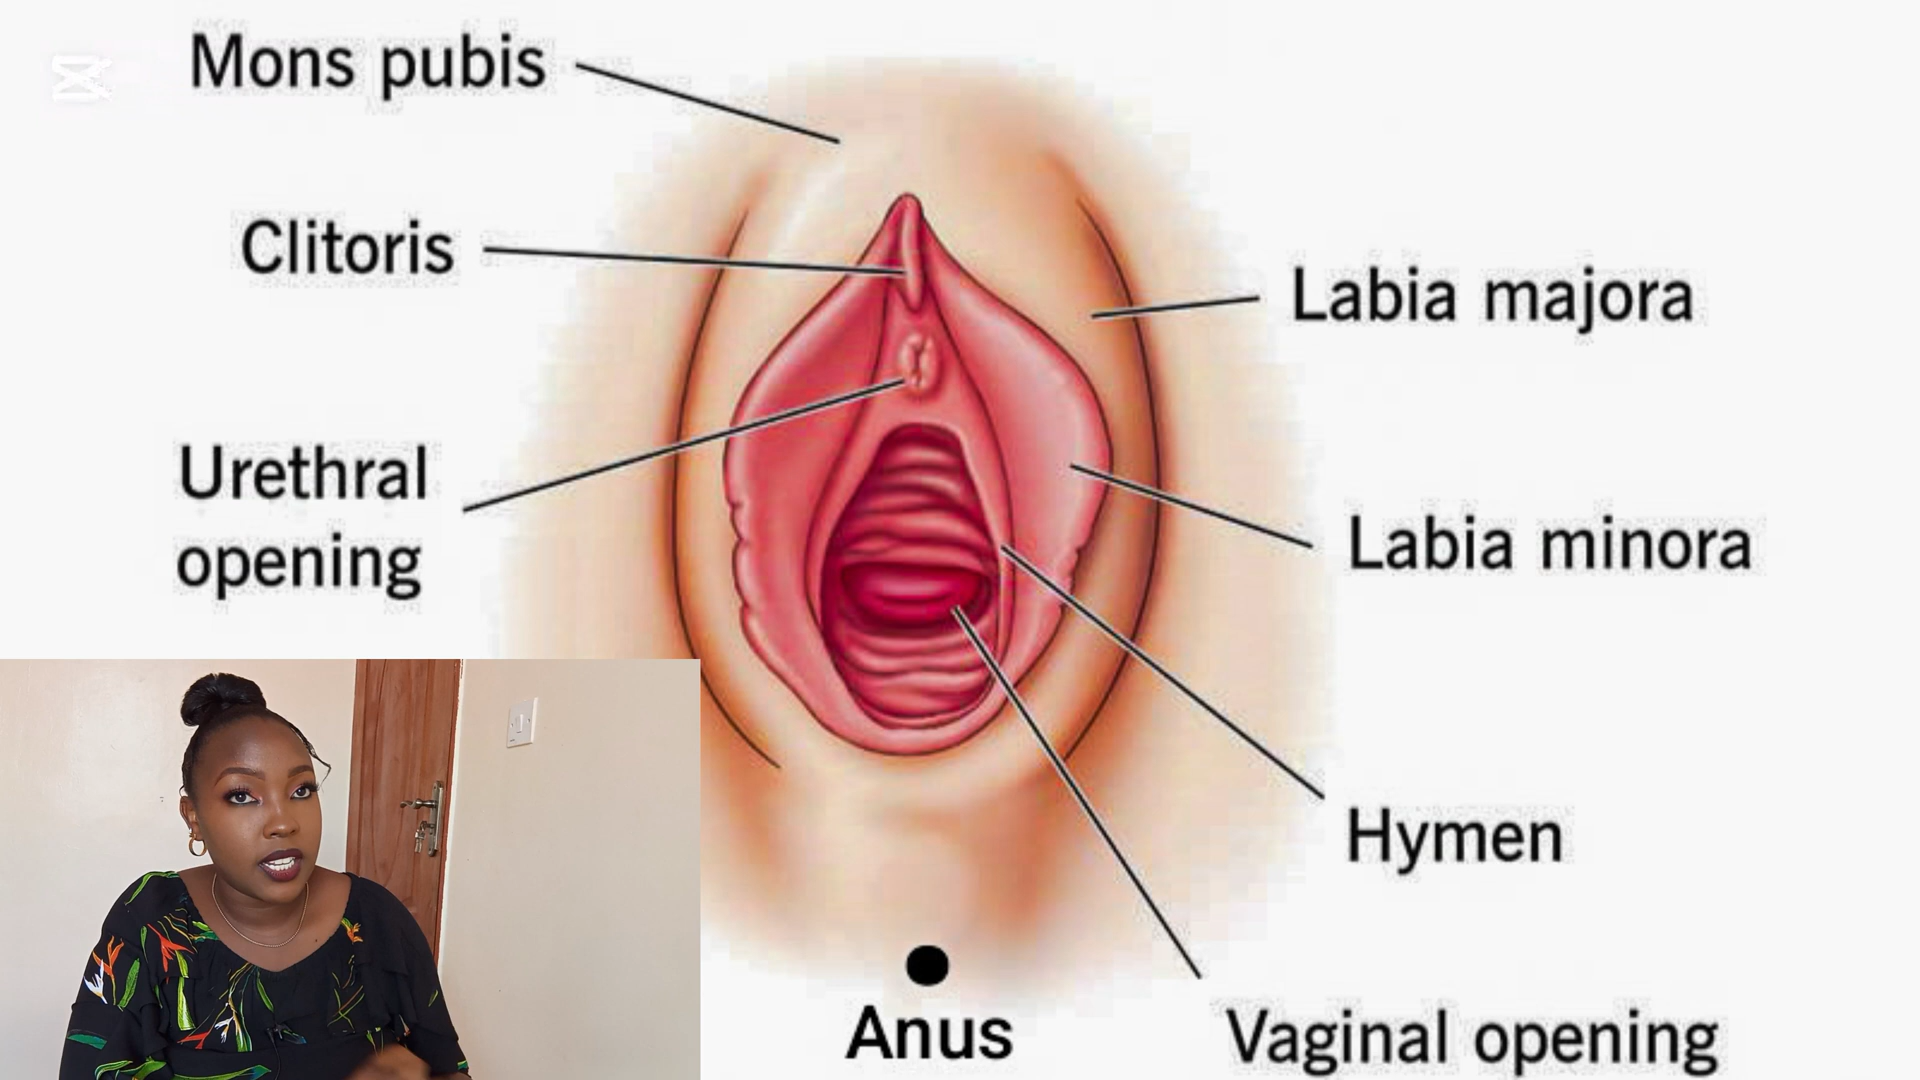 Mons pubis
Clitoris
Labia majora
Urethral
opening
Labia minora
Hymen
Anus
Vaginal opening